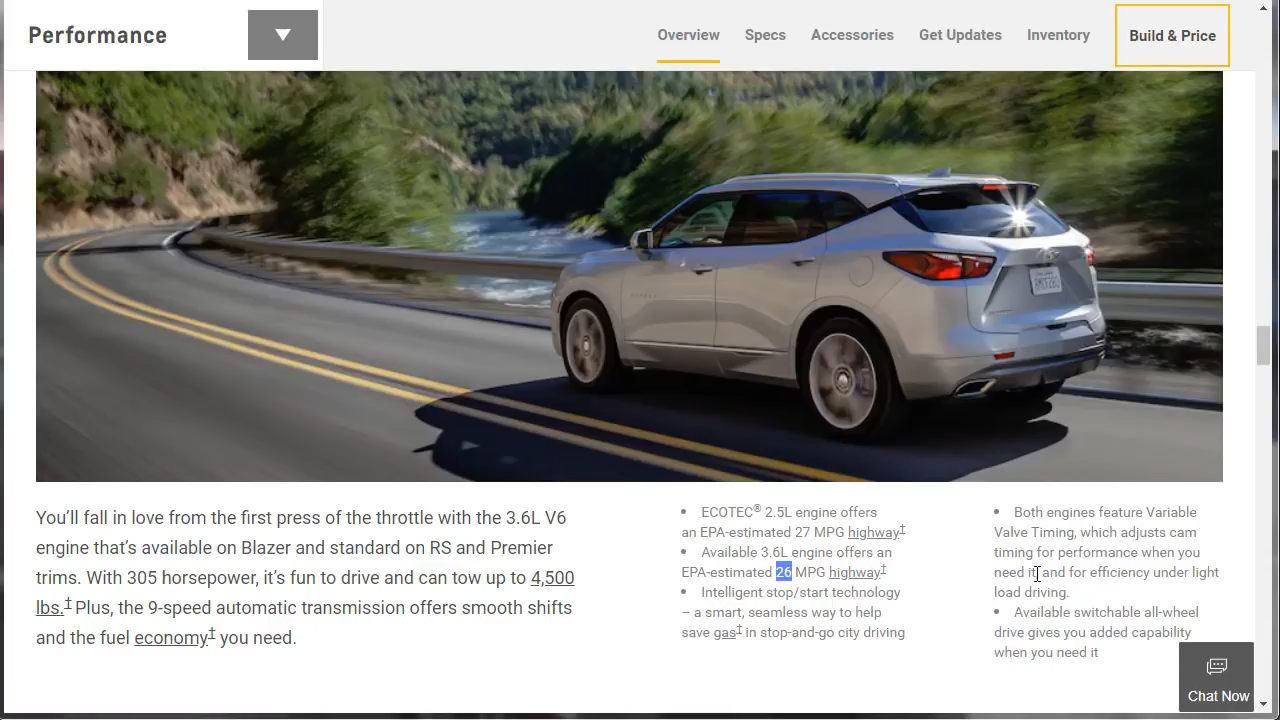 Performance
Overview
Specs
Accessories
Get Updates
Inventory
Build & Price
You’ll fall in love from the first press of the throttle with the 3.6L V6
engine that’s available on Blazer and standard on RS and Premier
trims. With 305 horsepower, it’s fun to drive and can tow up to 4,500
lbs.‡ Plus, the 9-speed automatic transmission offers smooth shifts
and the fuel economy‡ you need.
• ECOTEC® 2.5L engine offers
an EPA-estimated 27 MPG highway‡
• Available 3.6L engine offers an
EPA-estimated 26 MPG highway‡
• Intelligent stop/start technology
– a smart, seamless way to help
save gas‡ in stop-and-go city driving
• Both engines feature Variable
Valve Timing, which adjusts cam
timing for performance when you
need it, and for efficiency under light
load driving.
• Available switchable all-wheel
drive gives you added capability
when you need it
Chat Now